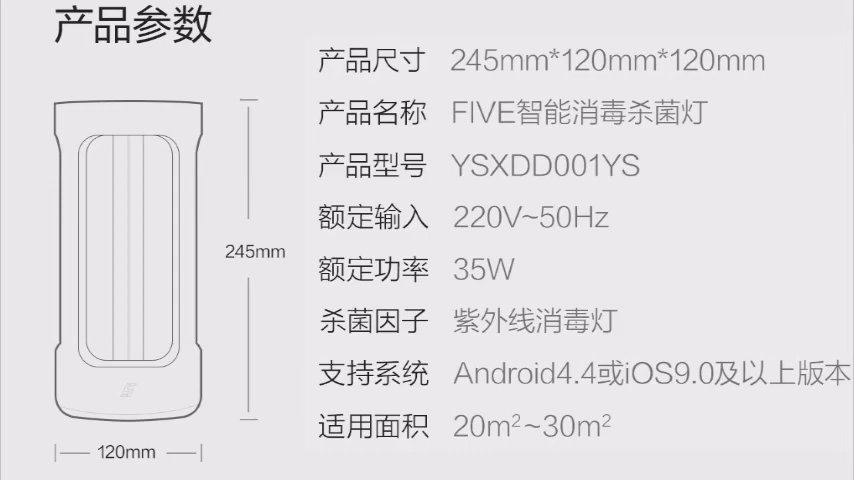 产品参数
产品尺寸 245mm*120mm*120mm
产品名称 FIVE智能消毒杀菌灯
产品型号 YSXDD001YS
额定输入 220V~50Hz
额定功率 35W
杀菌因子 紫外线消毒灯
支持系统 Android4.4或iOS9.0及以上版本
适用面积 20m²~30m²
245mm
120mm